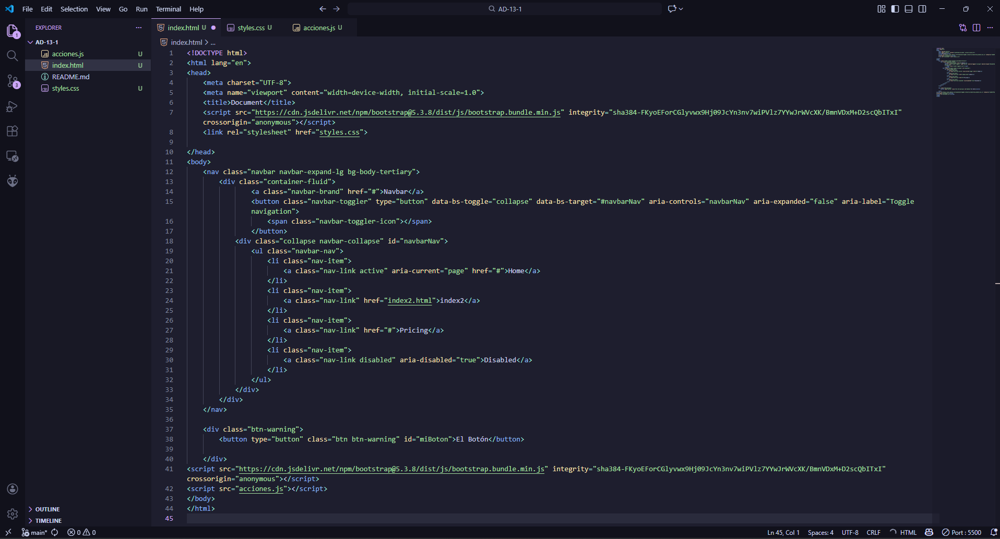 File Edit Selection View Go Run Terminal Help
AD-13-1
EXPLORER
AD-13-1
acciones.js U
index.html U
README.md
styles.css U
OUTLINE
TIMELINE
1
3
index.html U
styles.css U
acciones.js U
index.html > ...
1 <!DOCTYPE html>
2 <html lang="en">
3 <head>
4 <meta charset="UTF-8">
5 <meta name="viewport" content="width=device-width, initial-scale=1.0">
6 <title>Document</title>
7 <script src="https://cdn.jsdelivr.net/npm/bootstrap@5.3.8/dist/js/bootstrap.bundle.min.js" integrity="sha384-FKyoEForCGlyvwx9Hj09JcYn3nv7wiPVlz7YYwJrWVcXK/BmnVDxM+D2scQbITxI"
crossorigin="anonymous"></script>
8 <link rel="stylesheet" href="styles.css">
9
10 </head>
11 <body>
12 <nav class="navbar navbar-expand-lg bg-body-tertiary">
13 <div class="container-fluid">
14 <a class="navbar-brand" href="#">Navbar</a>
15 <button class="navbar-toggler" type="button" data-bs-toggle="collapse" data-bs-target="#navbarNav" aria-controls="navbarNav" aria-expanded="false" aria-label="Toggle
navigation">
16 <span class="navbar-toggler-icon"></span>
17 </button>
18 <div class="collapse navbar-collapse" id="navbarNav">
19 <ul class="navbar-nav">
20 <li class="nav-item">
21 <a class="nav-link active" aria-current="page" href="#">Home</a>
22 </li>
23 <li class="nav-item">
24 <a class="nav-link" href="index2.html">index2</a>
25 </li>
26 <li class="nav-item">
27 <a class="nav-link" href="#">Pricing</a>
28 </li>
29 <li class="nav-item">
30 <a class="nav-link disabled" aria-disabled="true">Disabled</a>
31 </li>
32 </ul>
33 </div>
34 </div>
35 </nav>
36
37 <div class="btn-warning">
38 <button type="button" class="btn btn-warning" id="miBoton">El Botón</button>
39
40 </div>
41 <script src="https://cdn.jsdelivr.net/npm/bootstrap@5.3.8/dist/js/bootstrap.bundle.min.js" integrity="sha384-FKyoEForCGlyvwx9Hj09JcYn3nv7wiPVlz7YYwJrWVcXK/BmnVDxM+D2scQbITxI"
crossorigin="anonymous"></script>
42 <script src="acciones.js"></script>
43 </body>
44 </html>
45
main* 0 0 Ln 45, Col 1 Spaces: 4 UTF-8 CRLF HTML Port : 5500